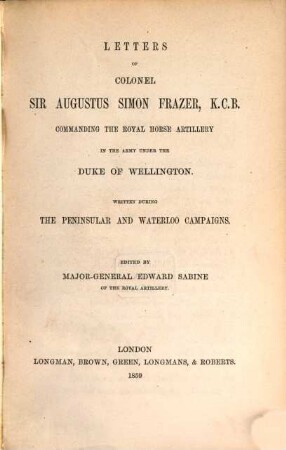 LETTERS
OF
COLONEL
SIR AUGUSTUS SIMON FRAZER, K.C.B.
COMMANDING THE ROYAL HORSE ARTILLERY
IN THE ARMY UNDER THE
DUKE OF WELLINGTON.
WRITTEN DURING
THE PENINSULAR AND WATERLOO CAMPAIGNS.
EDITED BY
MAJOR-GENERAL EDWARD SABINE
OF THE ROYAL ARTILLERY.
LONDON
LONGMAN, BROWN, GREEN, LONGMANS, & ROBERTS.
1859